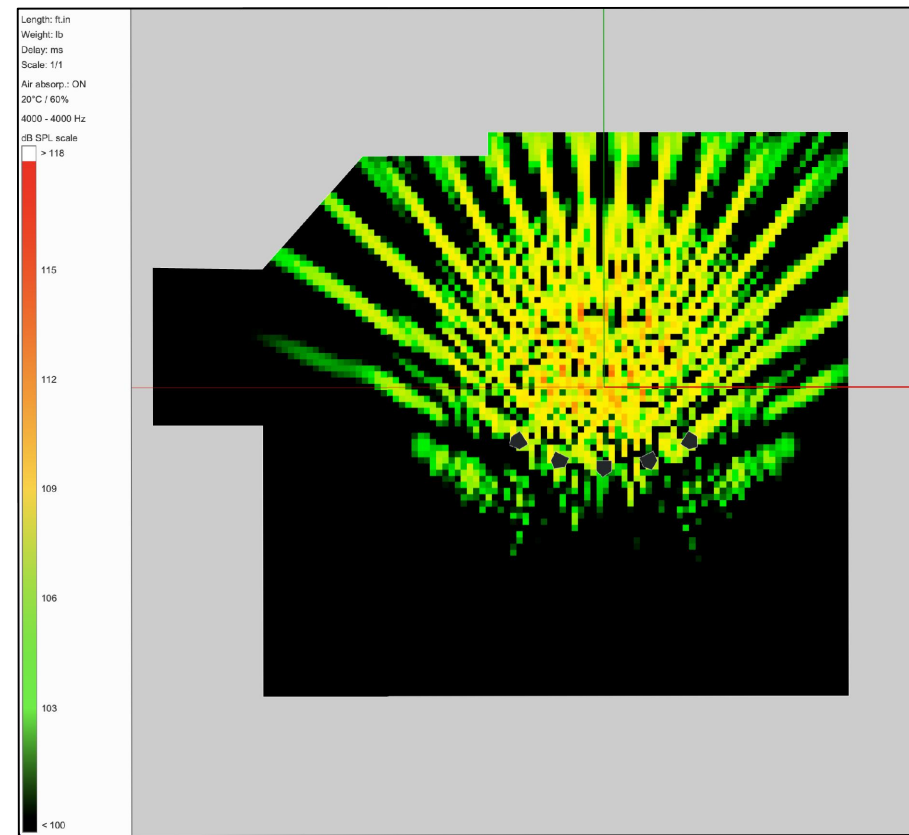 Length: ft.in
Weight: lb
Delay: ms
Scale: 1/1
Air absorp.: ON
20°C / 60%
4000 - 4000 Hz
dB SPL scale
> 118
115
112
109
106
103
< 100